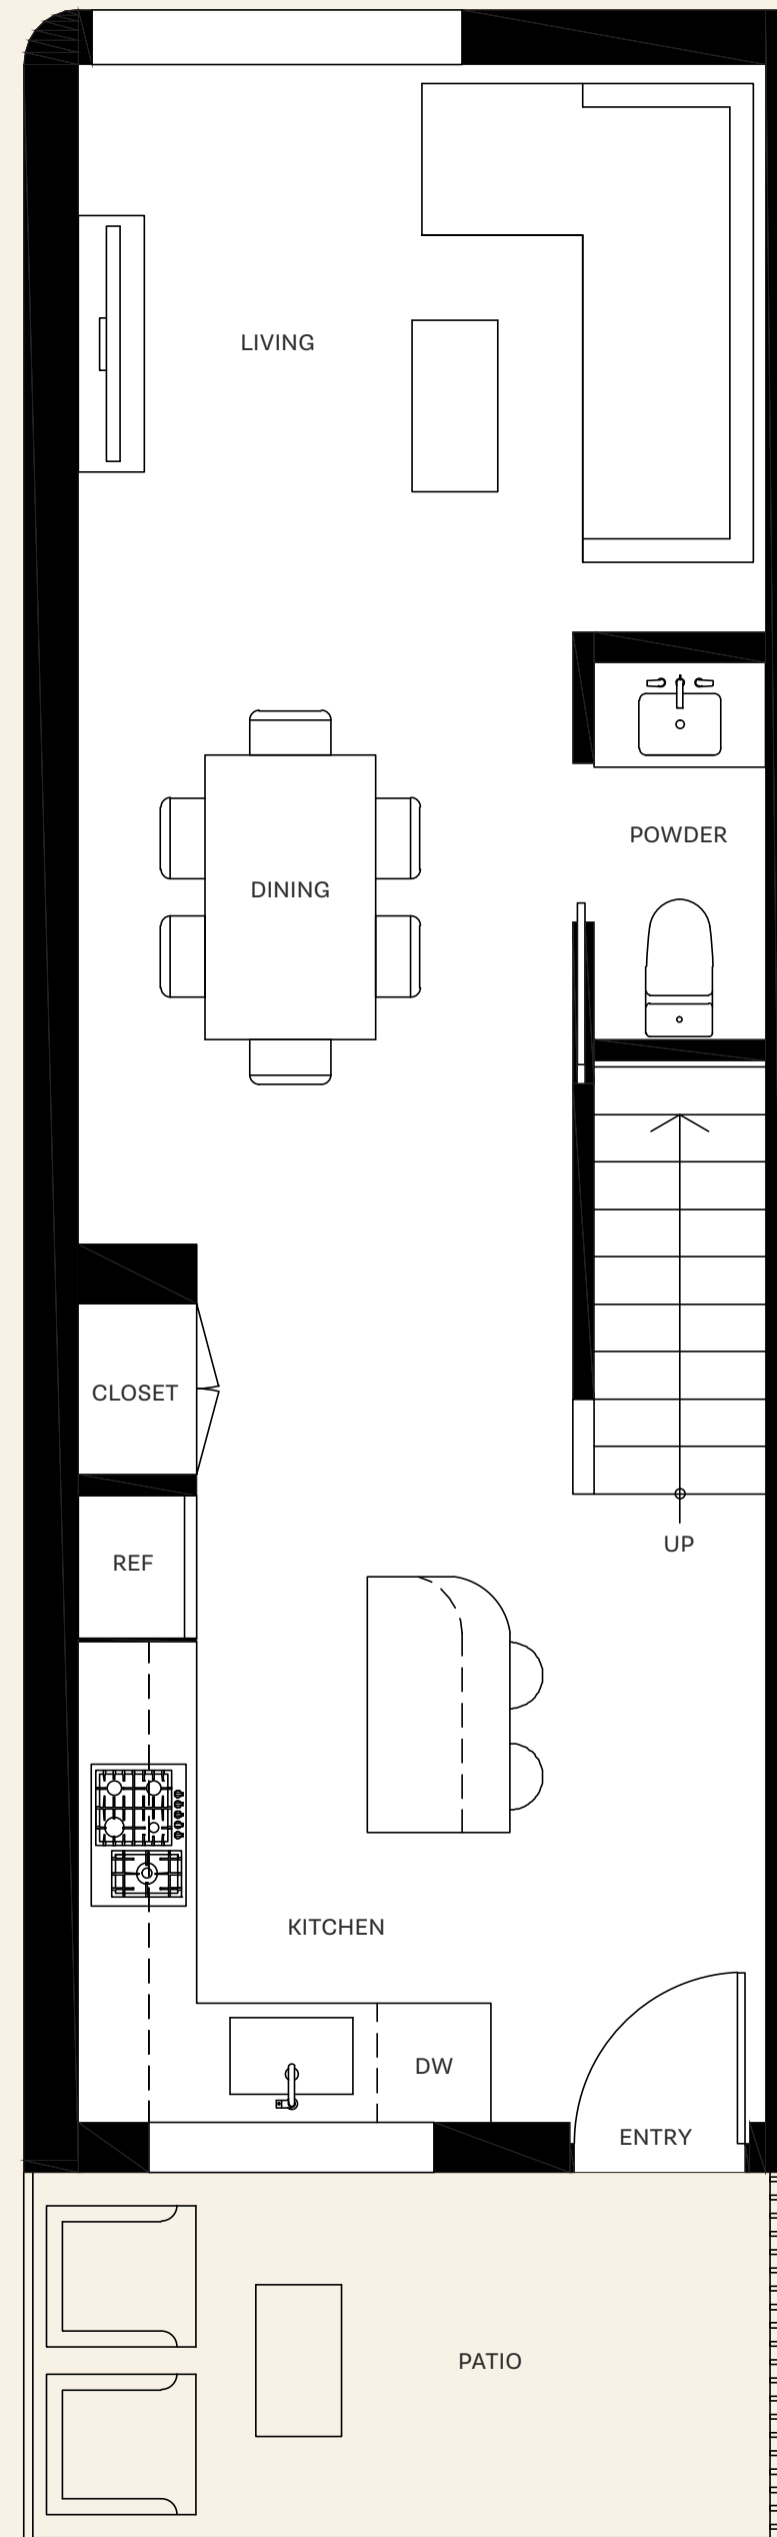 LIVING
POWDER
DINING
CLOSET
UP
REF
KITCHEN
DW
ENTRY
PATIO